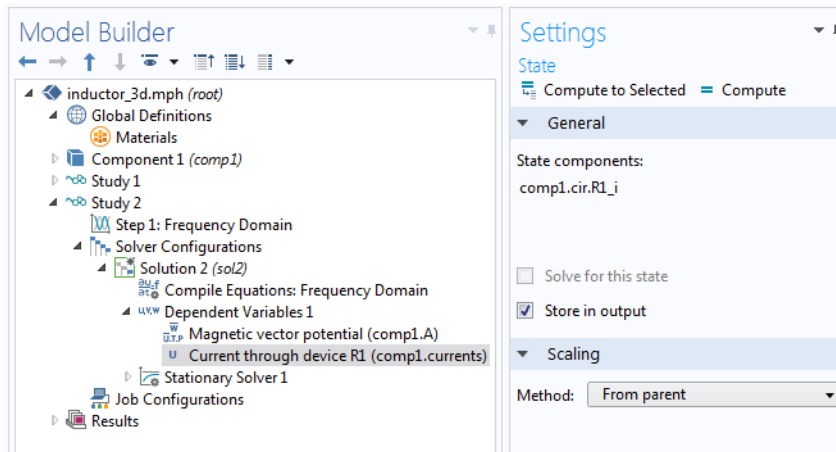 Model Builder
inductor_3d.mph (root)
Global Definitions
Materials
Component 1 (comp1)
Study 1
Study 2
Step 1: Frequency Domain
Solver Configurations
Solution 2 (sol2)
Compile Equations: Frequency Domain
Dependent Variables 1
Magnetic vector potential (comp1.A)
Current through device R1 (comp1.currents)
Stationary Solver 1
Job Configurations
Results
Settings
State
Compute to Selected = Compute
General
State components:
comp1.cir.R1_i
Solve for this state
Store in output
Scaling
Method: From parent